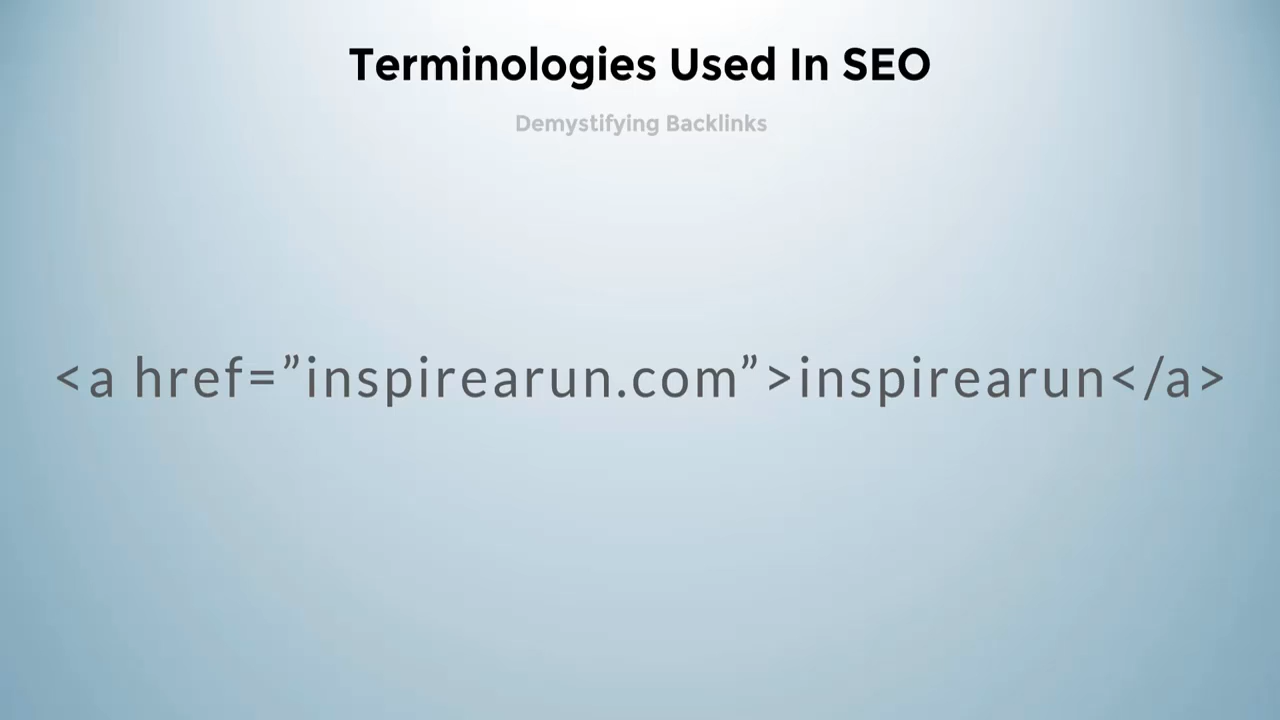 Terminologies Used In SEO
Demystifying Backlinks
<a href=”inspirearun.com”>inspirearun</a>